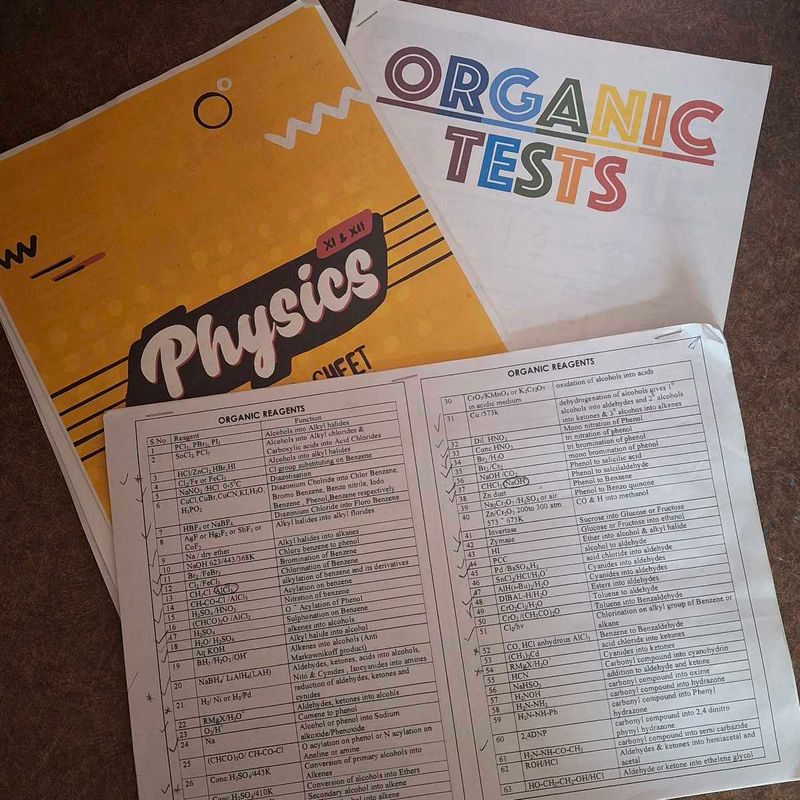 ORGANIC
TESTS
XI & XII
Physics
SHEET
ORGANIC REAGENTS
S No Reagent Function
1 PCl5, PBr3, PI3 Alcohols into Alkyl halides
2 SoCl2 PCl5 Alcohols into Alkyl chlorides &
Carboxylic acids into Acid Chlorides
3 HCl/ZnCl2 HBr,HI Alcohols into alkyl halides
4 Cl2/Fe or FeCl3 Cl group substituting on Benzene
5 NaNO2 /HCl 0-5°C Diazotisation
6 CuCl,CuBr,CuCN,KI,H2O, Diazonium Cholride into Chlor Benzene,
H3PO2 Bromo Benzene, Benzo nitrile, Iodo
Benzene , Phenol,Benzene respectively
7 HBF4 or NaBF4 Diazonium Chloride into Floro Benzene
8 AgF or Hg2F2 or SbF3 or Alkyl halides into alkyl florides
CoF2
9 Na / dry ether Alkyl halides into alkanes
10 NaOH 623/443/368K Chloro benzene to phenol
11 Br2 /FeBr3 Bromination of Benzene
12 Cl2/FeCl3 Chlorination of Benzene
13 CH3Cl AlCl3 alkylation of benzene and its derivatives
14 CH3-CO-Cl /AlCl3 Acylation on benzene
15 H2SO4 /HNO3 Nitration of benzene
16 (CHCO)2O /AlCl3 O - Acylation of Phenol
17 H2SO4 Sulphonation on Benzene
18 H2O/ H2SO4 alkenes into alcohols
Aq KOH Alkyl halide into alcohol
19 BH3 /H2O2 /OH- Alkenes into alcohols (Anti
Markownikoff product)
20 NaBH4/ LiAlH4(LAH) Aldehydes, ketones, acids into alcohols,
Nito & Cynides , Isocyanides into amines
reduction of aldehydes, ketones and
cynides
21 H2/ Ni or H2/Pd Aldehydes, ketones into alcohls
22 RMgX/H2O Cumene to phenol
23 O2/H+ Alcohol or phenol into Sodium
24 Na alkoxide/Phenoxide
25 (CHCO)2O/ CH-CO-Cl O acylation on phenol or N acylation on
Aneline or amine
26 Conc H2SO4/443K Conversion of primary alcohols into
Alkenes
Conc H2SO4/410K Conversion of alcohols into Ethers
Secondary alcohol into alkene
ORGANIC REAGENTS
30 CrO3/KMnO4 or K2Cr2O7 oxidation of alcohols into acids
in acidic medium
31 Cu /573k dehydrogenation of alcohols gives 1°
alcohols into aldehydes and 2° alcohols
into ketones & 3° alcohos into alkenes
32 Dil HNO3 Mono nitration of Phenol
33 Conc HNO3 tri nitration of phenol
34 Br2/H2O tri bromination of phenol
35 Br2 /Cs2 mono bromination of phenol
36 NaOH /CO2 Phenol to salicylic acid
37 CHCl3 (NaOH) Phenol to salcilaldehyde
38 Zn dust Phenol to Benzene
39 Na2Cr2O7 /H2SO4 or air Phenol to Benzo quinone
40 Zn/CrO3 100to 300 atm CO & H into methanol
573 - 673K
41 Invertase Sucrose into Glucose or Fructose
42 Zymase Glucose or Fructose into ethanol
43 HI Ether into alcohol & alkyl halide
44 PCC alcohol to aldehyde
45 Pd /BaSO4,H2 acid chloride into aldehyde
46 SnCl2/HCl/H2O Cyanides into aldehyde
47 AlH(i-Bu)2/H2O Cyanides into aldehydes
48 DIBAL-H/H2O Esters into aldehydes
49 CrO2Cl2/H2O Toluene to aldehyde
50 CrO3 /(CH3CO)2O Toluene into Benzaldehyde
51 Cl2/hv Chlorination on alkyl group of Benzene or
alkane
52 CO, HCl anhydrous AlCl3 Benzene to Benzaldehyde
53 (CH3)2Cd acid chloride into ketones
54 RMgX/H2O Cyanides into ketones
55 HCN Carbonyl compound into cyanohydrin
56 NaHSO3 addition to aldehyde and ketone
57 H2NOH carbonyl compound into oxime
58 H2N-NH2 carbonyl compound into hydrazone
59 H2N-NH-Ph carbonyl compound into Phenyl
hydrazone
60 2,4DNP carbonyl compound into 2,4 dinitro
phynyl hydrazone
61 H2N-NH-CO-CH3 carbonyl compound into semi carbazide
62 ROH/HCl Aldehydes & ketones into hemiacetal and
acetal
63 HO-CH2-CH2-OH/HCl Aldehyde or ketone into ethelene glycol